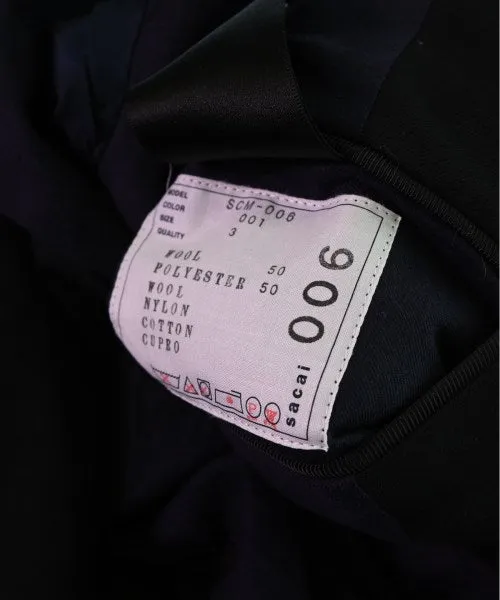 MODEL SCM-006
COLOR 001
SIZE 3
QUALITY
WOOL 50
POLYESTER 50
WOOL
NYLON
COTTON
CUPRO
sacai 006